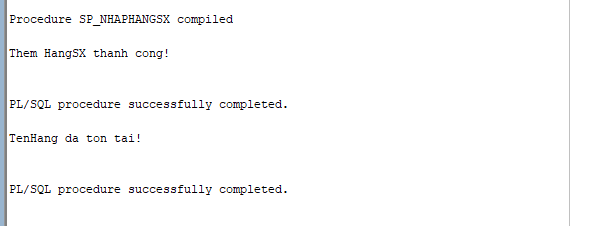 Procedure SP_NHAPHANGSX compiled
Them HangSX thanh cong!
PL/SQL procedure successfully completed.
TenHang da ton tai!
PL/SQL procedure successfully completed.